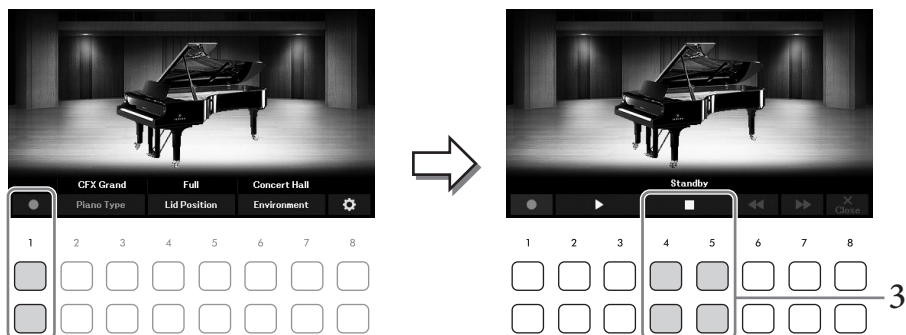 CFX Grand Full Concert Hall
Piano Type Lid Position Environment
1 2 3 4 5 6 7 8
Standby
Close
1 2 3 4 5 6 7 8
3